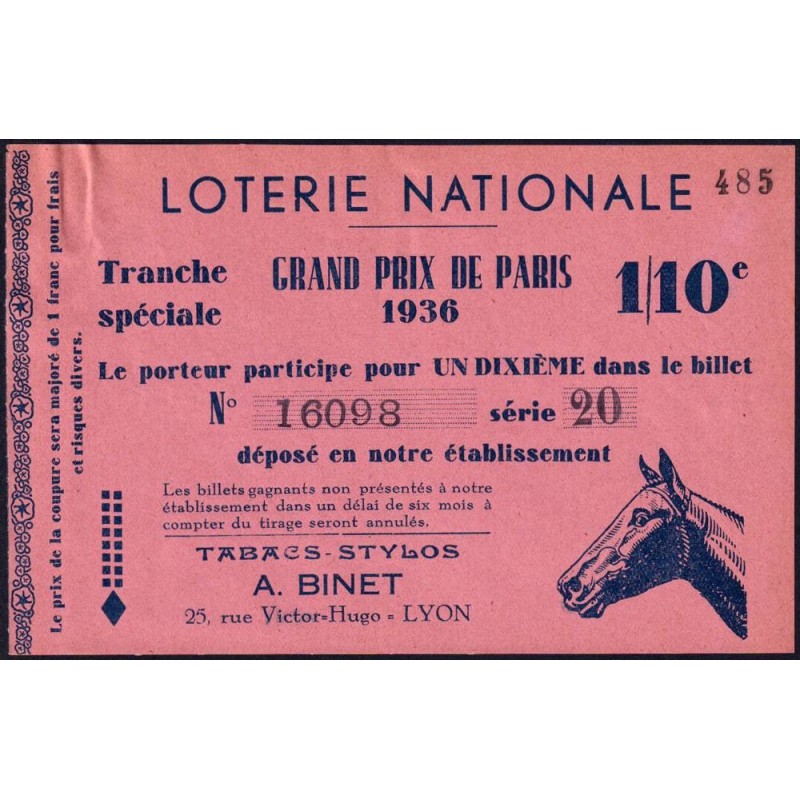 Le prix de la coupure sera majoré de 1 franc pour frais
et risques divers.
LOTERIE NATIONALE
485
Tranche
spéciale
GRAND PRIX DE PARIS
1936
1/10e
Le porteur participe pour UN DIXIÈME dans le billet
No 16098 série 20
déposé en notre établissement
Les billets gagnants non présentés à notre
établissement dans un délai de six mois à
compter du tirage seront annulés.
TABACS-STYLOS
A. BINET
25, rue Victor=Hugo = LYON